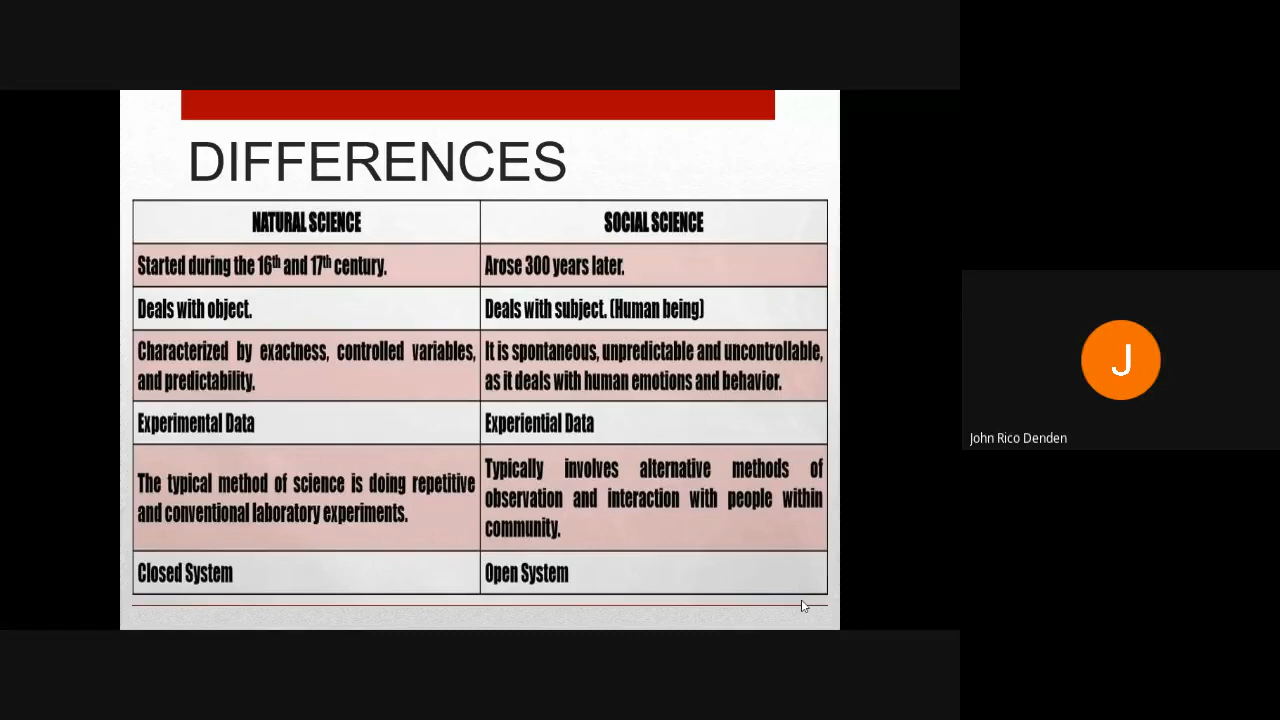 DIFFERENCES
NATURAL SCIENCE
SOCIAL SCIENCE
Started during the 16th and 17th century.
Arose 300 years later.
Deals with object.
Deals with subject. (Human being)
Characterized by exactness, controlled variables,
and predictability.
It is spontaneous, unpredictable and uncontrollable,
as it deals with human emotions and behavior.
Experimental Data
Experiential Data
The typical method of science is doing repetitive
and conventional laboratory experiments.
Typically involves alternative methods of
observation and interaction with people within
community.
Closed System
Open System
J
John Rico Denden